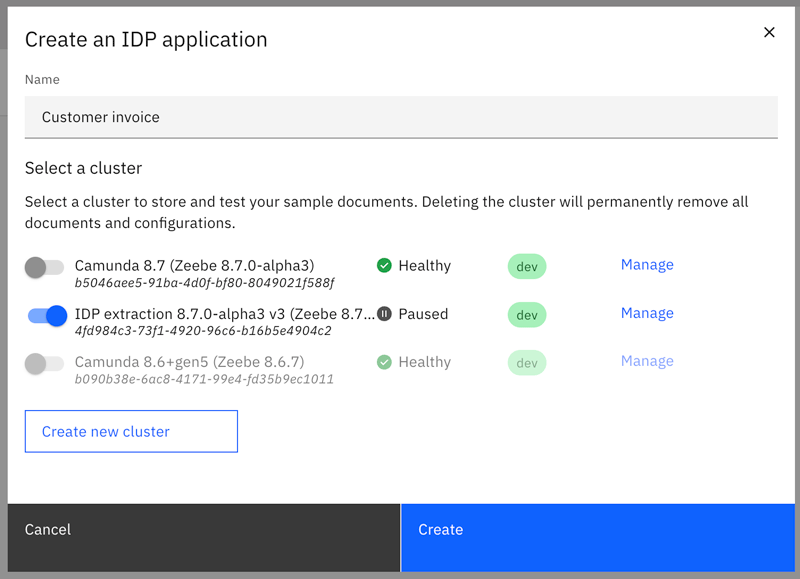 Create an IDP application
Name
Customer invoice
Select a cluster
Select a cluster to store and test your sample documents. Deleting the cluster will permanently remove all
documents and configurations.
Camunda 8.7 (Zeebe 8.7.0-alpha3) Healthy dev Manage
b5046ae5-91ba-4d0f-bf80-8049021f588f
IDP extraction 8.7.0-alpha3 v3 (Zeebe 8.7... Paused dev Manage
4fd984c3-73f1-4920-96c6-b16b5e4904c2
Camunda 8.6+gen5 (Zeebe 8.6.7) Healthy dev Manage
b090b38e-6ac8-4171-99e4-fd35b9ec1011
Create new cluster
Cancel Create